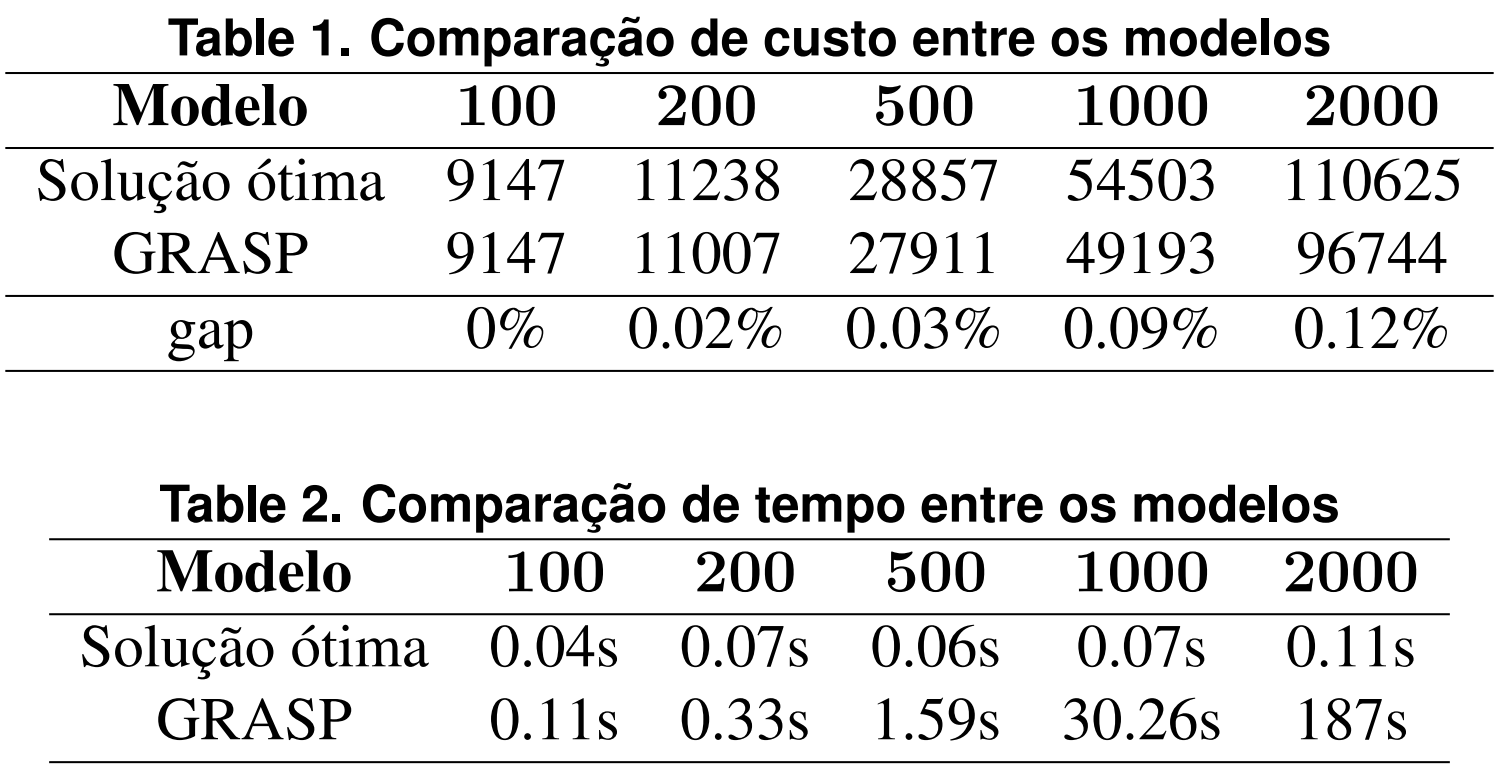 Table 1. Comparação de custo entre os modelos
Modelo 100 200 500 1000 2000
Solução ótima 9147 11238 28857 54503 110625
GRASP 9147 11007 27911 49193 96744
gap 0% 0.02% 0.03% 0.09% 0.12%
Table 2. Comparação de tempo entre os modelos
Modelo 100 200 500 1000 2000
Solução ótima 0.04s 0.07s 0.06s 0.07s 0.11s
GRASP 0.11s 0.33s 1.59s 30.26s 187s